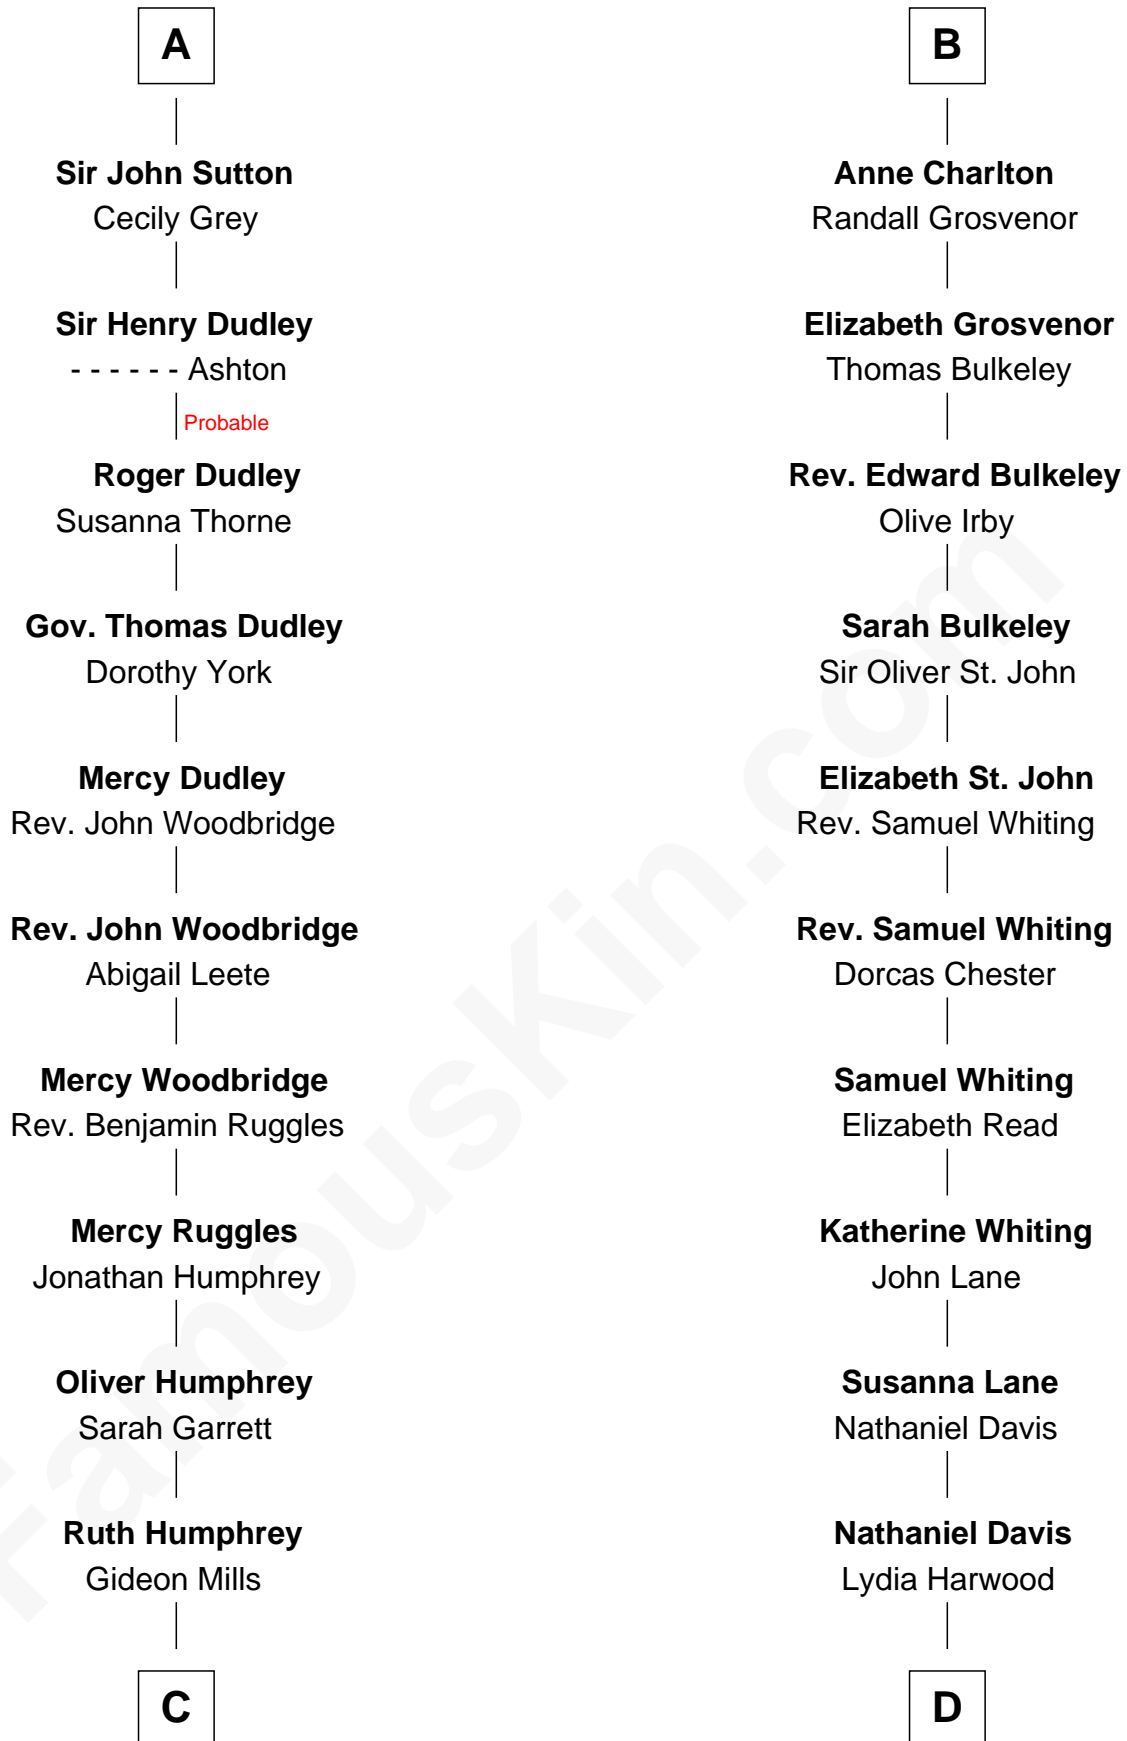 A
Sir John Sutton
Cecily Grey
Sir Henry Dudley
- - - - - - Ashton
Probable
Roger Dudley
Susanna Thorne
Gov. Thomas Dudley
Dorothy York
Mercy Dudley
Rev. John Woodbridge
Rev. John Woodbridge
Abigail Leete
Mercy Woodbridge
Rev. Benjamin Ruggles
Mercy Ruggles
Jonathan Humphrey
Oliver Humphrey
Sarah Garrett
Ruth Humphrey
Gideon Mills
C
B
Anne Charlton
Randall Grosvenor
Elizabeth Grosvenor
Thomas Bulkeley
Rev. Edward Bulkeley
Olive Irby
Sarah Bulkeley
Sir Oliver St. John
Elizabeth St. John
Rev. Samuel Whiting
Rev. Samuel Whiting
Dorcas Chester
Samuel Whiting
Elizabeth Read
Katherine Whiting
John Lane
Susanna Lane
Nathaniel Davis
Nathaniel Davis
Lydia Harwood
D
FamousKin.com